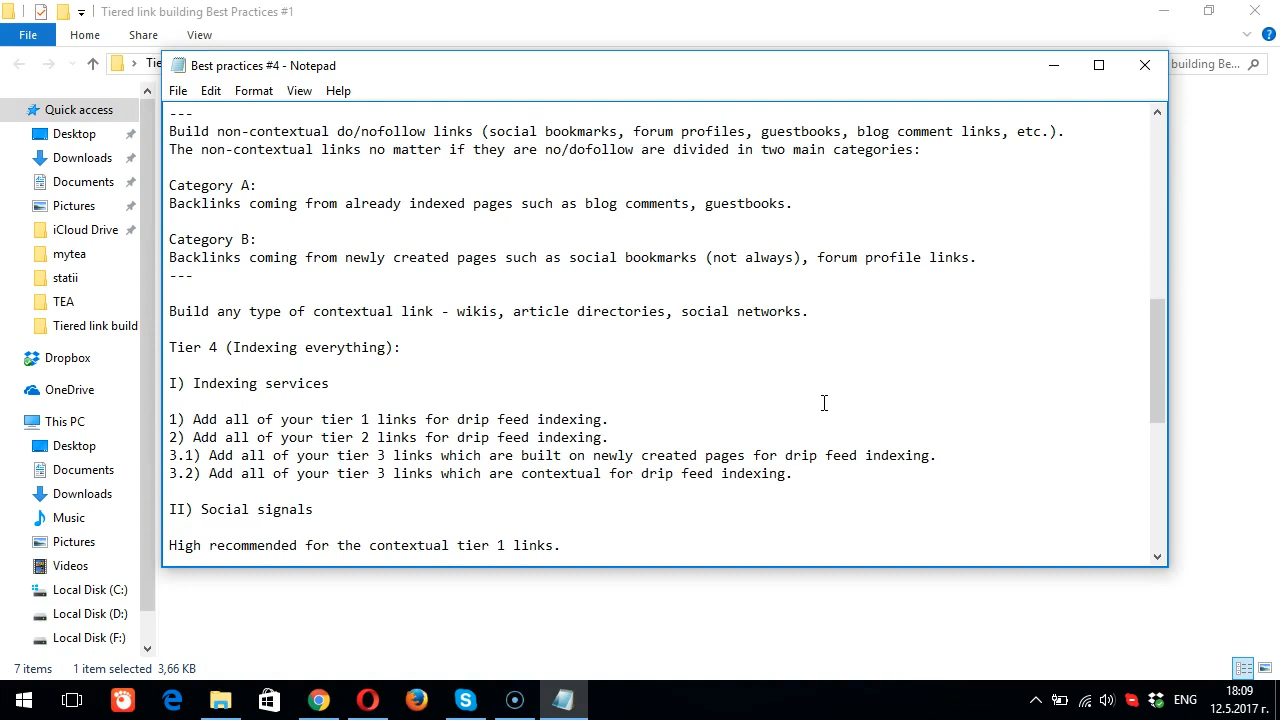 Tiered link building Best Practices #1
File Home Share View
Tie
building Be...
Best practices #4 - Notepad
File Edit Format View Help
---
Build non-contextual do/nofollow links (social bookmarks, forum profiles, guestbooks, blog comment links, etc.).
The non-contextual links no matter if they are no/dofollow are divided in two main categories:
Category A:
Backlinks coming from already indexed pages such as blog comments, guestbooks.
Category B:
Backlinks coming from newly created pages such as social bookmarks (not always), forum profile links.
---
Build any type of contextual link - wikis, article directories, social networks.
Tier 4 (Indexing everything):
I) Indexing services
1) Add all of your tier 1 links for drip feed indexing.
2) Add all of your tier 2 links for drip feed indexing.
3.1) Add all of your tier 3 links which are built on newly created pages for drip feed indexing.
3.2) Add all of your tier 3 links which are contextual for drip feed indexing.
II) Social signals
High recommended for the contextual tier 1 links.
Quick access
Desktop
Downloads
Documents
Pictures
iCloud Drive
mytea
statii
TEA
Tiered link build
Dropbox
OneDrive
This PC
Desktop
Documents
Downloads
Music
Pictures
Videos
Local Disk (C:)
Local Disk (D:)
Local Disk (F:)
7 items 1 item selected 3,66 KB
ENG
18:09
12.5.2017 г.